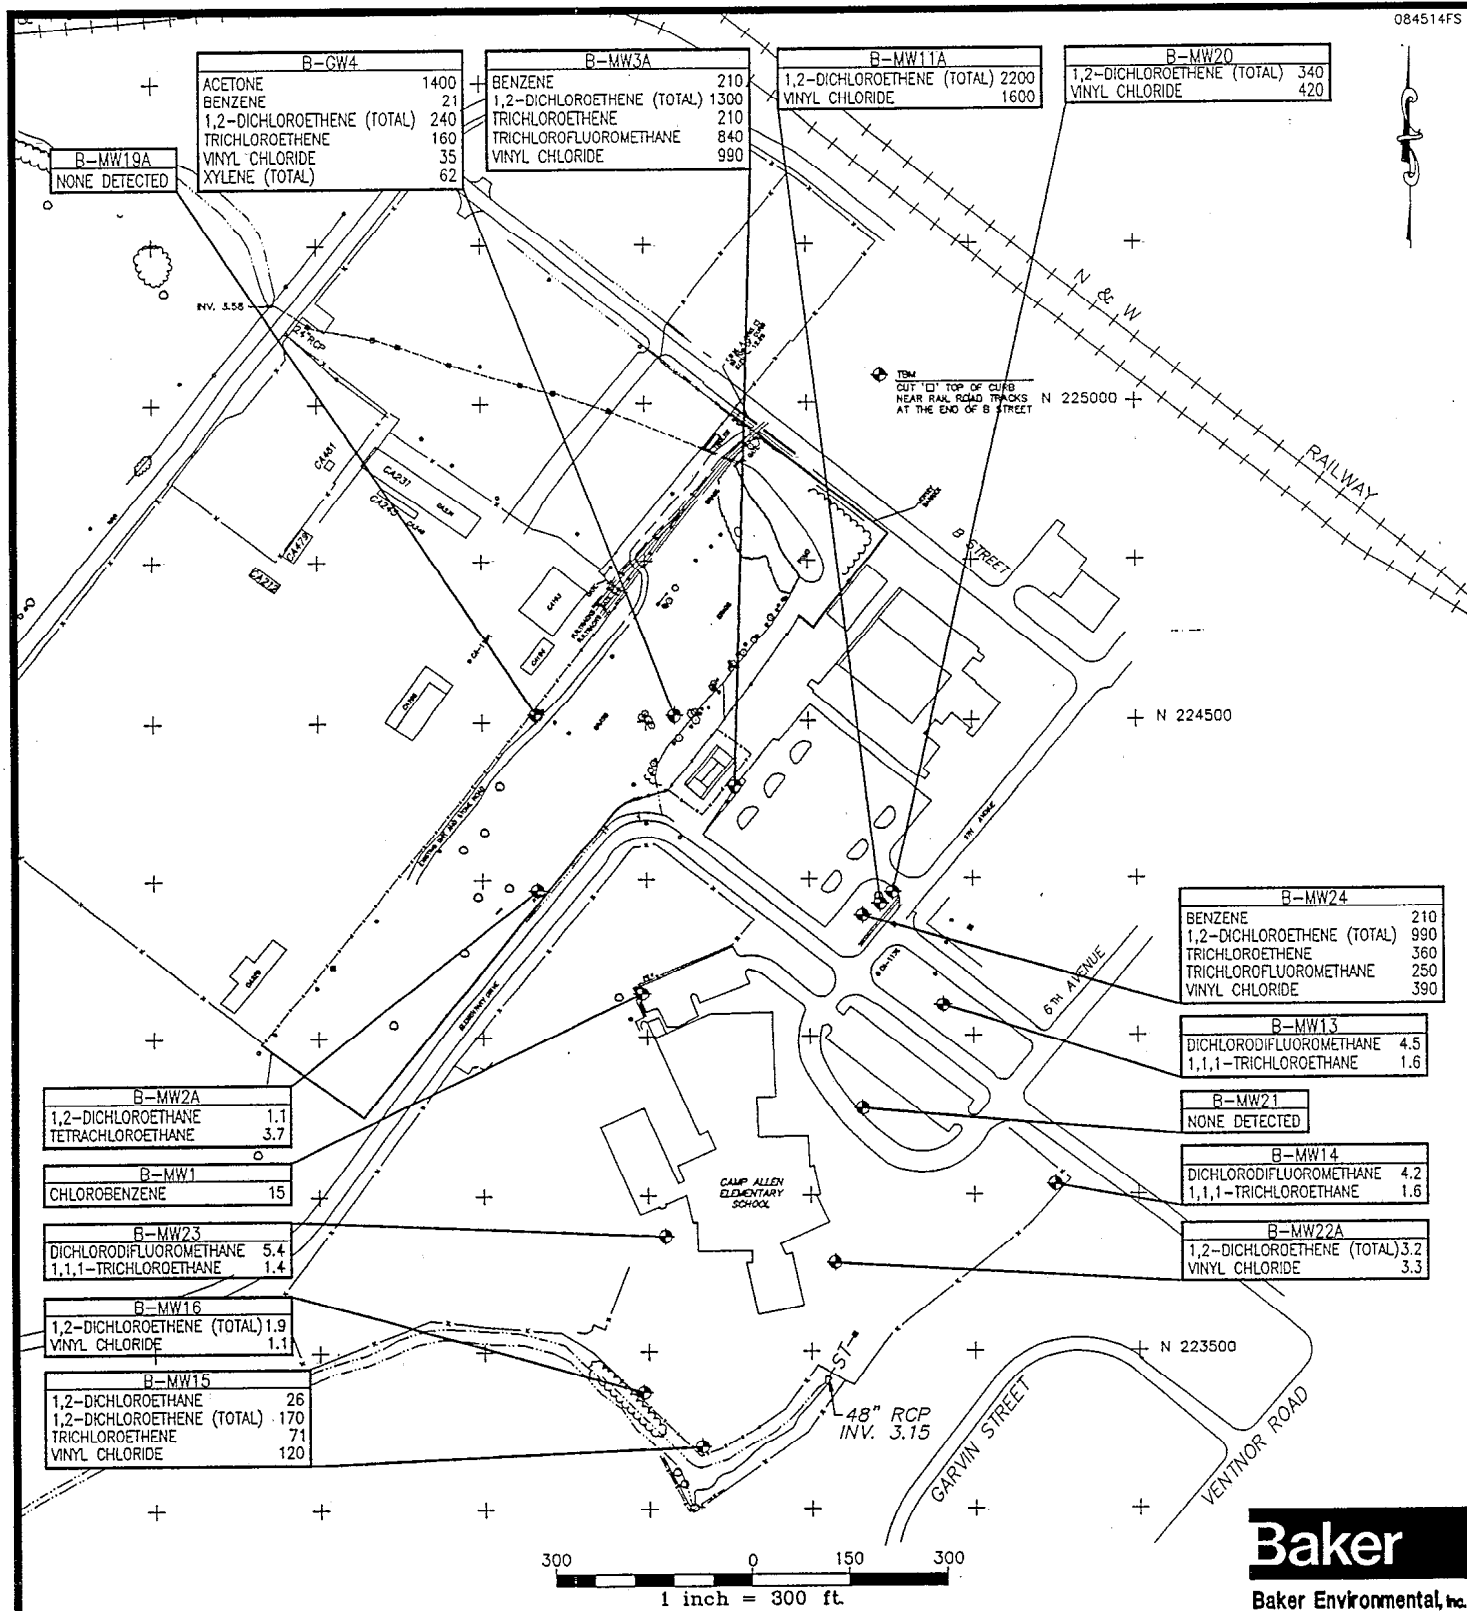 084514FS
B-GW4
ACETONE 1400
BENZENE 21
1,2-DICHLOROETHENE (TOTAL) 240
TRICHLOROETHENE 160
VINYL CHLORIDE 35
XYLENE (TOTAL) 62
B-MW3A
BENZENE 210
1,2-DICHLOROETHENE (TOTAL) 1300
TRICHLOROETHENE 210
TRICHLOROFLUOROMETHANE 840
VINYL CHLORIDE 990
B-MW11A
1,2-DICHLOROETHENE (TOTAL) 2200
VINYL CHLORIDE 1600
B-MW20
1,2-DICHLOROETHENE (TOTAL) 340
VINYL CHLORIDE 420
B-MW19A
NONE DETECTED
N & W
RAILWAY
INV. 3.58
24"RCP
TBM
CUT '□' TOP OF CURB
NEAR RAIL ROAD TRACKS
AT THE END OF B STREET
N 225000
CA481
CA231
CA245
CA479
CA272
B STREET
POND
N 224500
5TH AVENUE
6TH AVENUE
B-MW24
BENZENE 210
1,2-DICHLOROETHENE (TOTAL) 990
TRICHLOROETHENE 360
TRICHLOROFLUOROMETHANE 250
VINYL CHLORIDE 390
B-MW13
DICHLORODIFLUOROMETHANE 4.5
1,1,1-TRICHLOROETHANE 1.6
B-MW21
NONE DETECTED
B-MW14
DICHLORODIFLUOROMETHANE 4.2
1,1,1-TRICHLOROETHANE 1.6
B-MW22A
1,2-DICHLOROETHENE (TOTAL) 3.2
VINYL CHLORIDE 3.3
B-MW2A
1,2-DICHLOROETHANE 1.1
TETRACHLOROETHANE 3.7
B-MW1
CHLOROBENZENE 15
B-MW23
DICHLORODIFLUOROMETHANE 5.4
1,1,1-TRICHLOROETHANE 1.4
B-MW16
1,2-DICHLOROETHENE (TOTAL) 1.9
VINYL CHLORIDE 1.1
B-MW15
1,2-DICHLOROETHANE 26
1,2-DICHLOROETHENE (TOTAL) 170
TRICHLOROETHENE 71
VINYL CHLORIDE 120
CAMP ALLEN
ELEMENTARY
SCHOOL
N 223500
ST
48" RCP
INV. 3.15
GARVIN STREET
VENTNOR ROAD
300 0 150 300
1 inch = 300 ft.
Baker
Baker Environmental, Inc.